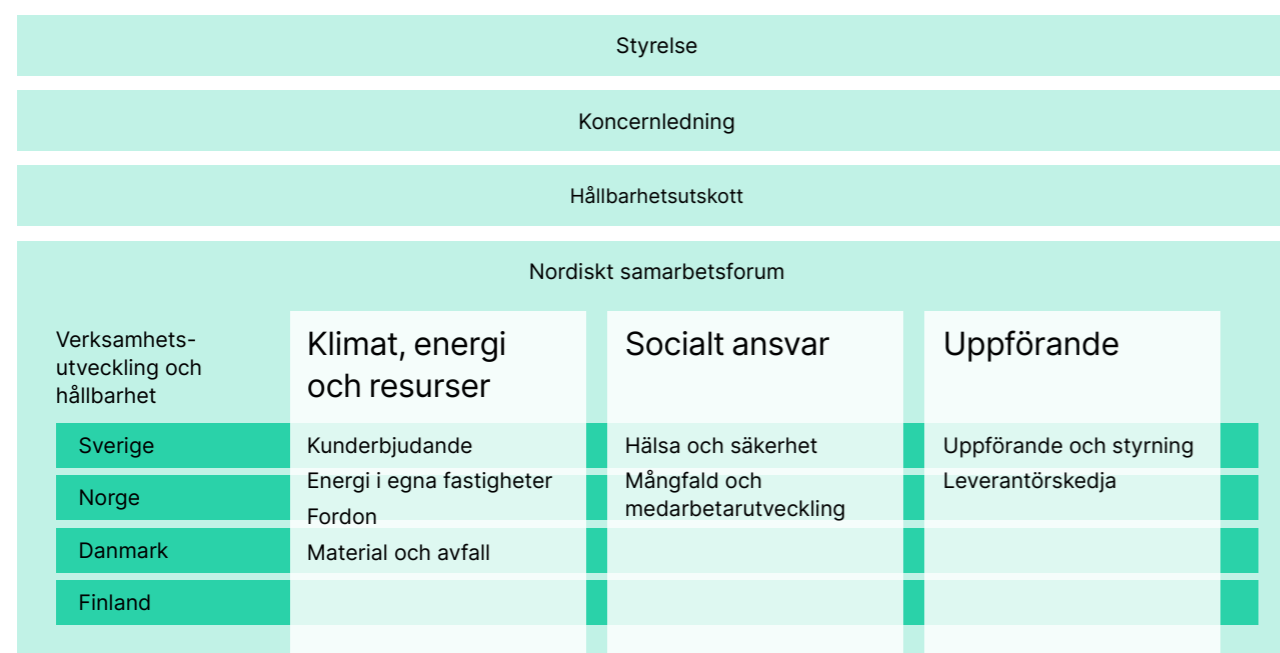 Styrelse
Koncernledning
Hållbarhetsutskott
Nordiskt samarbetsforum
Verksamhets-
utveckling och
hållbarhet
Sverige
Norge
Danmark
Finland
Klimat, energi
och resurser
Kunderbjudande
Energi i egna fastigheter
Fordon
Material och avfall
Socialt ansvar
Hälsa och säkerhet
Mångfald och
medarbetarutveckling
Uppförande
Uppförande och styrning
Leverantörskedja